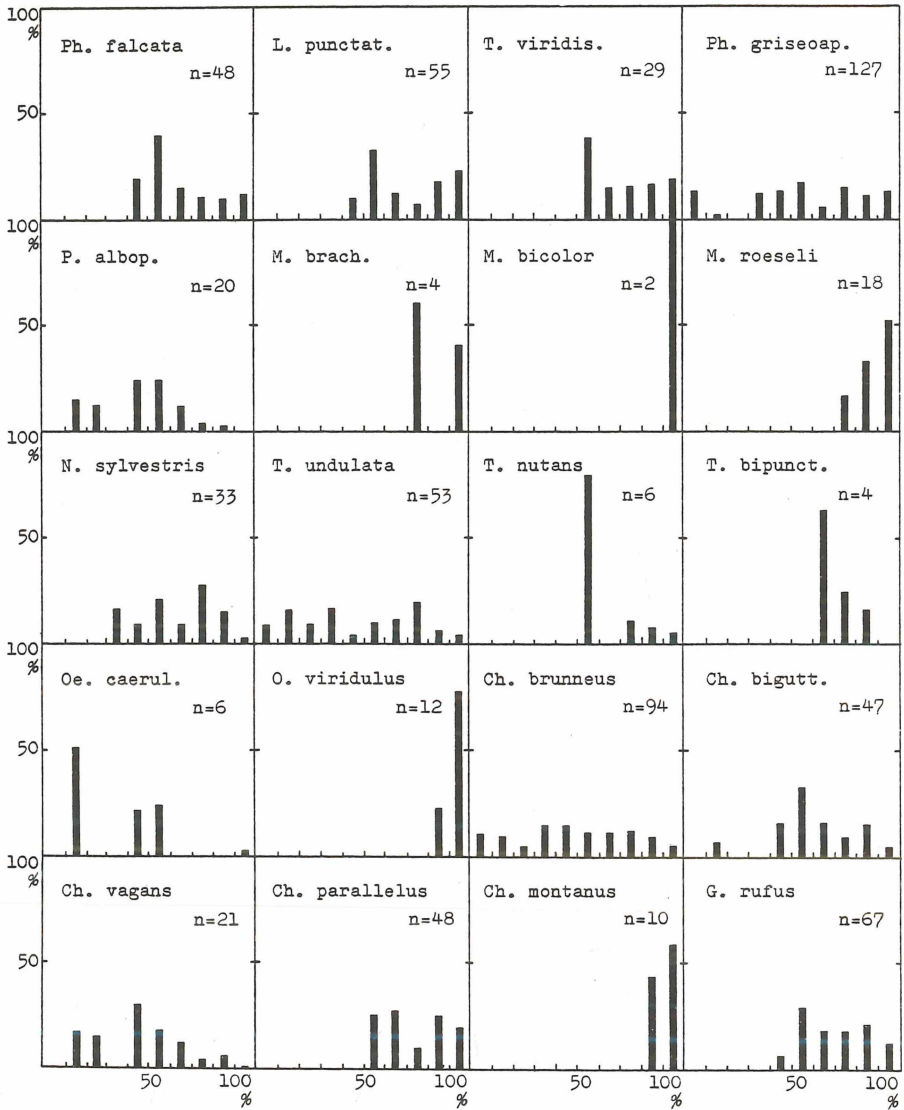 100
%
50
Ph. falcata
n=48
L. punctat.
n=55
T. viridis.
n=29
Ph. griseoap.
n=127
100
%
50
P. albop.
n=20
M. brach.
n=4
M. bicolor
n=2
M. roeseli
n=18
100
%
50
N. sylvestris
n=33
T. undulata
n=53
T. nutans
n=6
T. bipunct.
n=4
100
%
50
Oe. caerul.
n=6
O. viridulus
n=12
Ch. brunneus
n=94
Ch. bigutt.
n=47
100
%
50
Ch. vagans
n=21
Ch. parallelus
n=48
Ch. montanus
n=10
G. rufus
n=67
50 100 50 100 50 100 50 100
% % % %